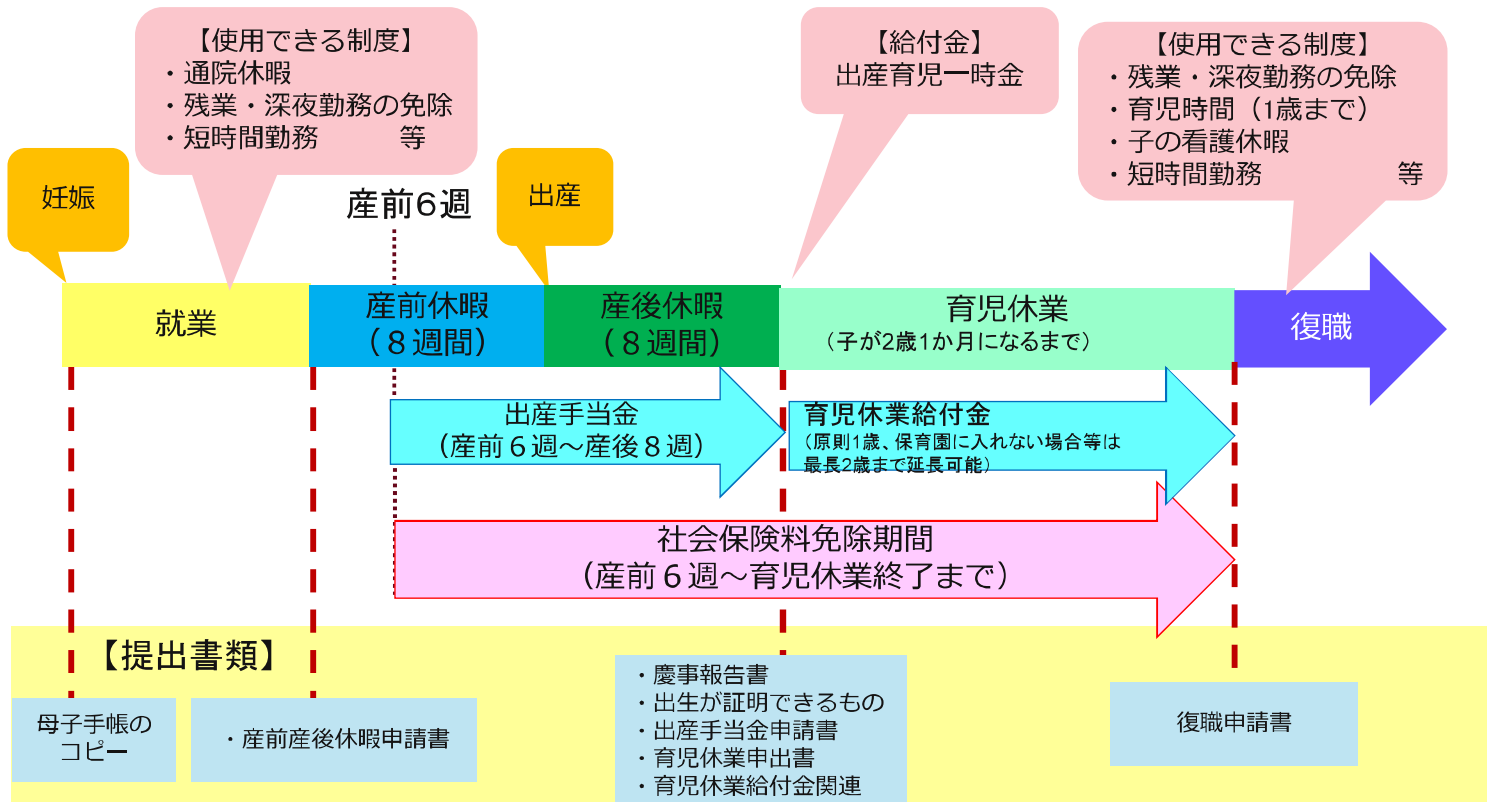 【使用できる制度】
・通院休暇
・残業・深夜勤務の免除
・短時間勤務　　　等
【給付金】
出産育児一時金
【使用できる制度】
・残業・深夜勤務の免除
・育児時間（1歳まで）
・子の看護休暇
・短時間勤務　　　　　等
妊娠
産前６週
出産
就業
産前休暇
（８週間）
産後休暇
（８週間）
育児休業
（子が2歳1か月になるまで）
復職
出産手当金
（産前６週～産後８週）
育児休業給付金
（原則1歳、保育園に入れない場合等は
最長2歳まで延長可能）
社会保険料免除期間
（産前６週～育児休業終了まで）
【提出書類】
母子手帳の
コピー
・産前産後休暇申請書
・慶事報告書
・出生が証明できるもの
・出産手当金申請書
・育児休業申出書
・育児休業給付金関連
復職申請書